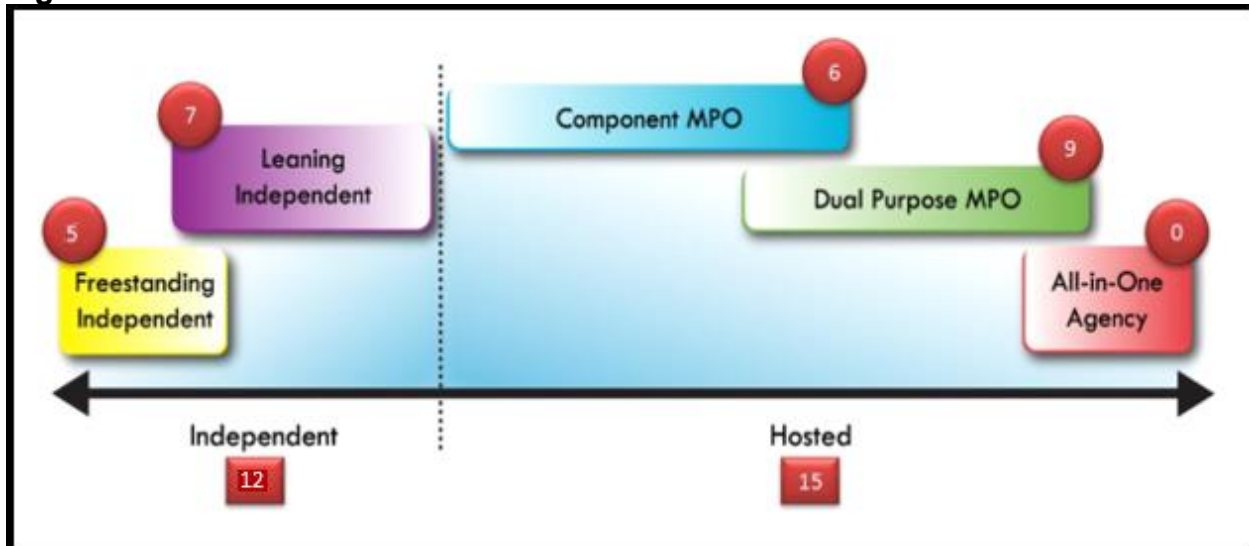 6
Component MPO
7
Leaning
Independent
9
Dual Purpose MPO
5
Freestanding
Independent
0
All-in-One
Agency
Independent
Hosted
12
15